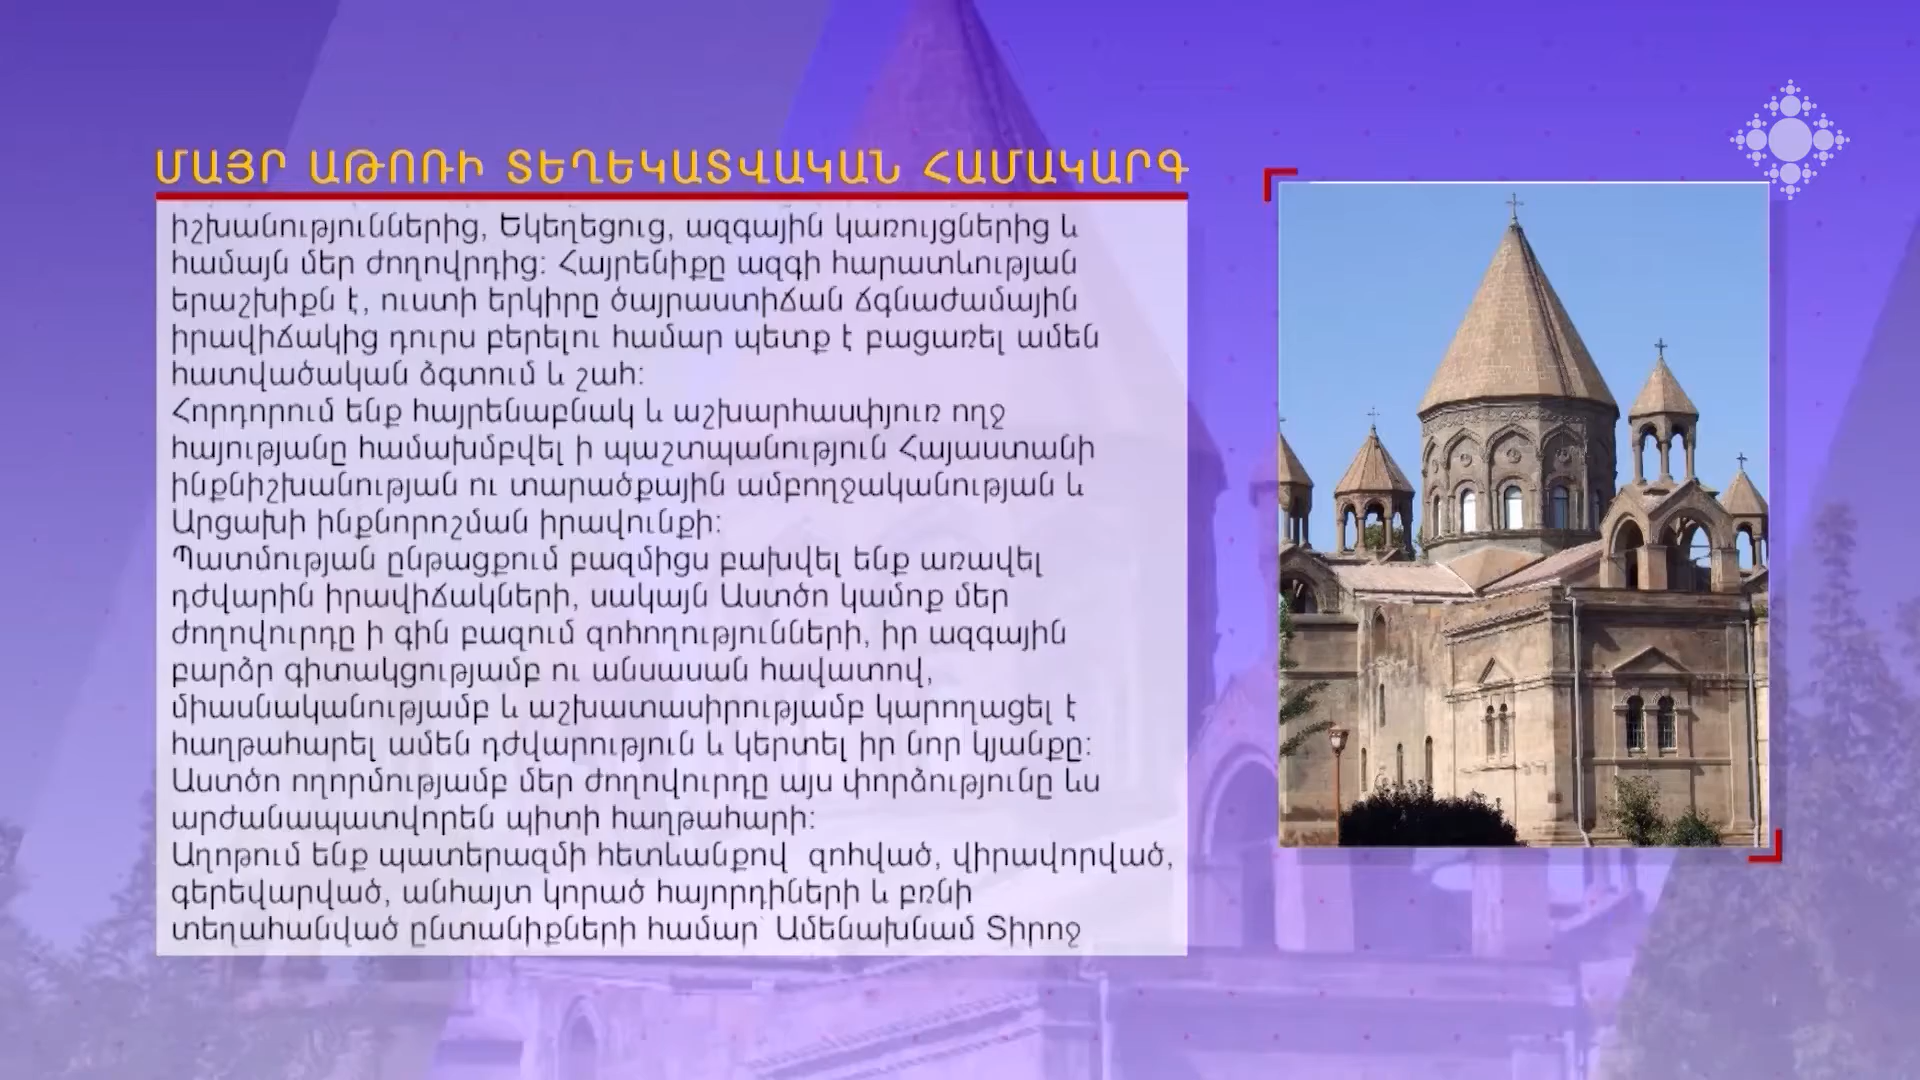 ՄԱՅՐ ԱԹՈՌԻ ՏԵՂԵԿԱՏՎԱԿԱՆ ՀԱՄԱԿԱՐԳ
իշխանություններից, Եկեղեցուց, ազգային կառույցներից և
համայն մեր ժողովրդից։ Հայրենիքը ազգի հարատևության
երաշխիքն է, ուստի երկիրը ծայրաստիճան ճգնաժամային
իրավիճակից դուրս բերելու համար պետք է բացառել ամեն
հատվածական ձգտում և շահ։
Հորդորում ենք հայրենաբնակ և աշխարհասփյուռ ողջ
հայությանը համախմբվել ի պաշտպանություն Հայաստանի
ինքնիշխանության ու տարածքային ամբողջականության և
Արցախի ինքնորոշման իրավունքի։
Պատմության ընթացքում բազմիցս բախվել ենք առավել
դժվարին իրավիճակների, սակայն Աստծո կամոք մեր
ժողովուրդը ի գին բազում զոհողությունների, իր ազգային
բարձր գիտակցությամբ ու անսասան հավատով,
միասնականությամբ և աշխատասիրությամբ կարողացել է
հաղթահարել ամեն դժվարություն և կերտել իր նոր կյանքը։
Աստծո ողորմությամբ մեր ժողովուրդը այս փորձությունը ևս
արժանապատվորեն պիտի հաղթահարի։
Աղոթում ենք պատերազմի հետևանքով զոհված, վիրավորված,
գերեվարված, անհայտ կորած հայորդիների և բռնի
տեղահանված ընտանիքների համար՝ Ամենախնամ Տիրոջ